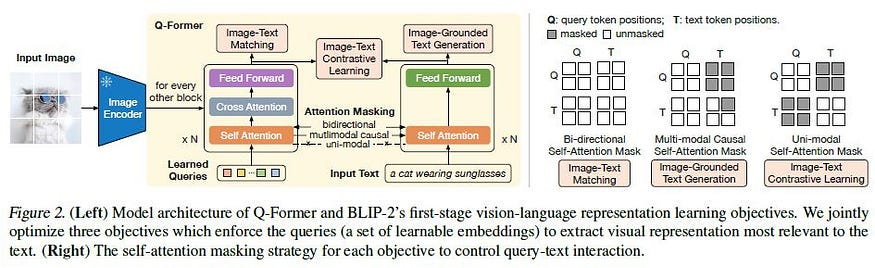 Q-Former
Input Image
Image
Encoder
for every
other block
Image-Text
Matching
Image-Text
Contrastive
Learning
Image-Grounded
Text Generation
Feed Forward
Cross Attention
Self Attention
x N
Learned
Queries
...
Attention Masking
bidirectional
mutlimodal causal
uni-modal
Feed Forward
Self Attention
x N
Input Text
a cat wearing sunglasses
Q: query token positions; T: text token positions.
masked unmasked
Q T
Q
T
Bi-directional
Self-Attention Mask
Image-Text
Matching
Q T
Q
T
Multi-modal Causal
Self-Attention Mask
Image-Grounded
Text Generation
Q T
Q
T
Uni-modal
Self-Attention Mask
Image-Text
Contrastive Learning
Figure 2. (Left) Model architecture of Q-Former and BLIP-2's first-stage vision-language representation learning objectives. We jointly
optimize three objectives which enforce the queries (a set of learnable embeddings) to extract visual representation most relevant to the
text. (Right) The self-attention masking strategy for each objective to control query-text interaction.